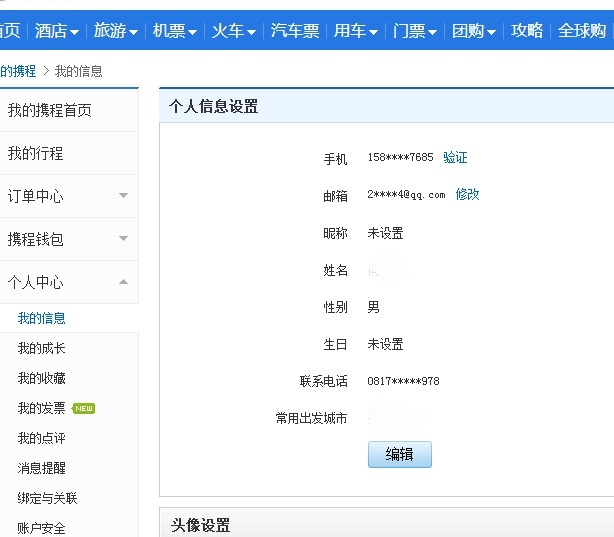 页 酒店 旅游 机票 火车 汽车票 用车 门票 团购 攻略 全球购
的携程 > 我的信息
我的携程首页
我的行程
订单中心
携程钱包
个人中心
我的信息
我的成长
我的收藏
我的发票 NEW
我的点评
消息提醒
绑定与关联
账户安全
个人信息设置
手机 158****7685 验证
邮箱 2****4@qq.com 修改
昵称 未设置
姓名
性别 男
生日 未设置
联系电话 0817*****978
常用出发城市
编辑
头像设置